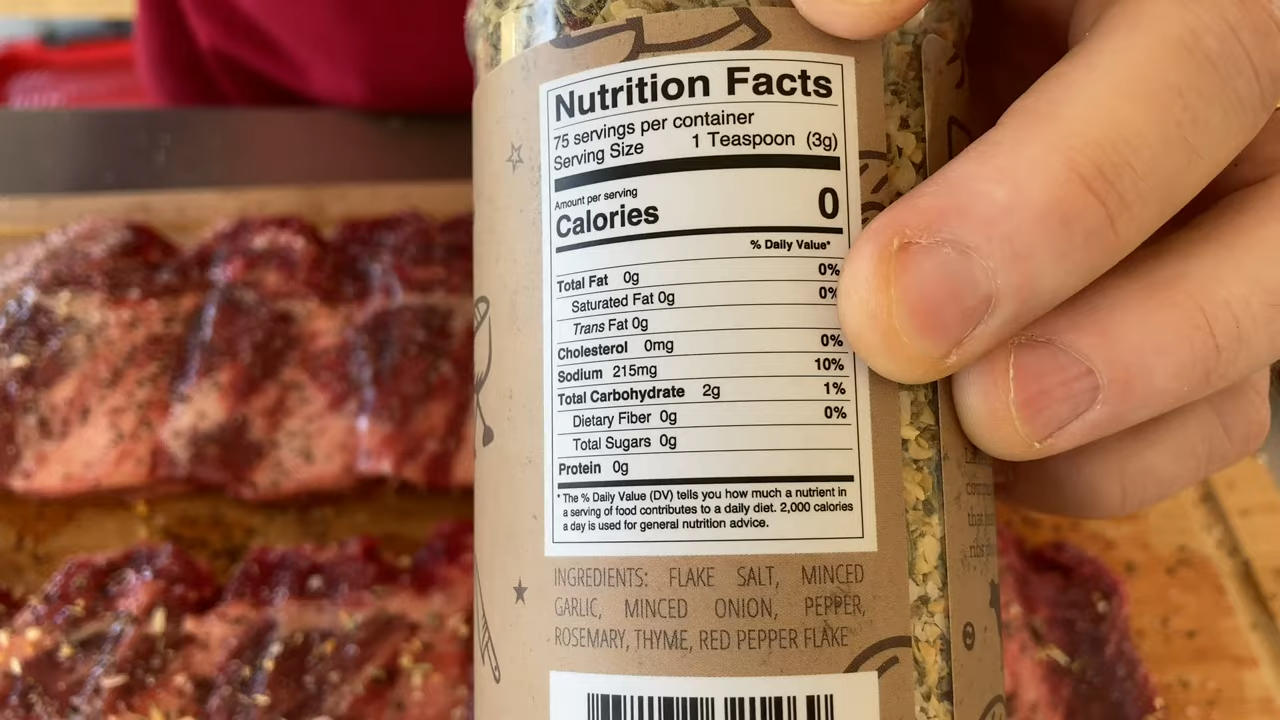 Nutrition Facts
75 servings per container
Serving Size 1 Teaspoon (3g)
Amount per serving
Calories 0
% Daily Value*
Total Fat 0g 0%
Saturated Fat 0g 0%
Trans Fat 0g
Cholesterol 0mg 0%
Sodium 215mg 10%
Total Carbohydrate 2g 1%
Dietary Fiber 0g 0%
Total Sugars 0g
Protein 0g
* The % Daily Value (DV) tells you how much a nutrient in
a serving of food contributes to a daily diet. 2,000 calories
a day is used for general nutrition advice.
INGREDIENTS: FLAKE SALT, MINCED
GARLIC, MINCED ONION, PEPPER,
ROSEMARY, THYME, RED PEPPER FLAKE